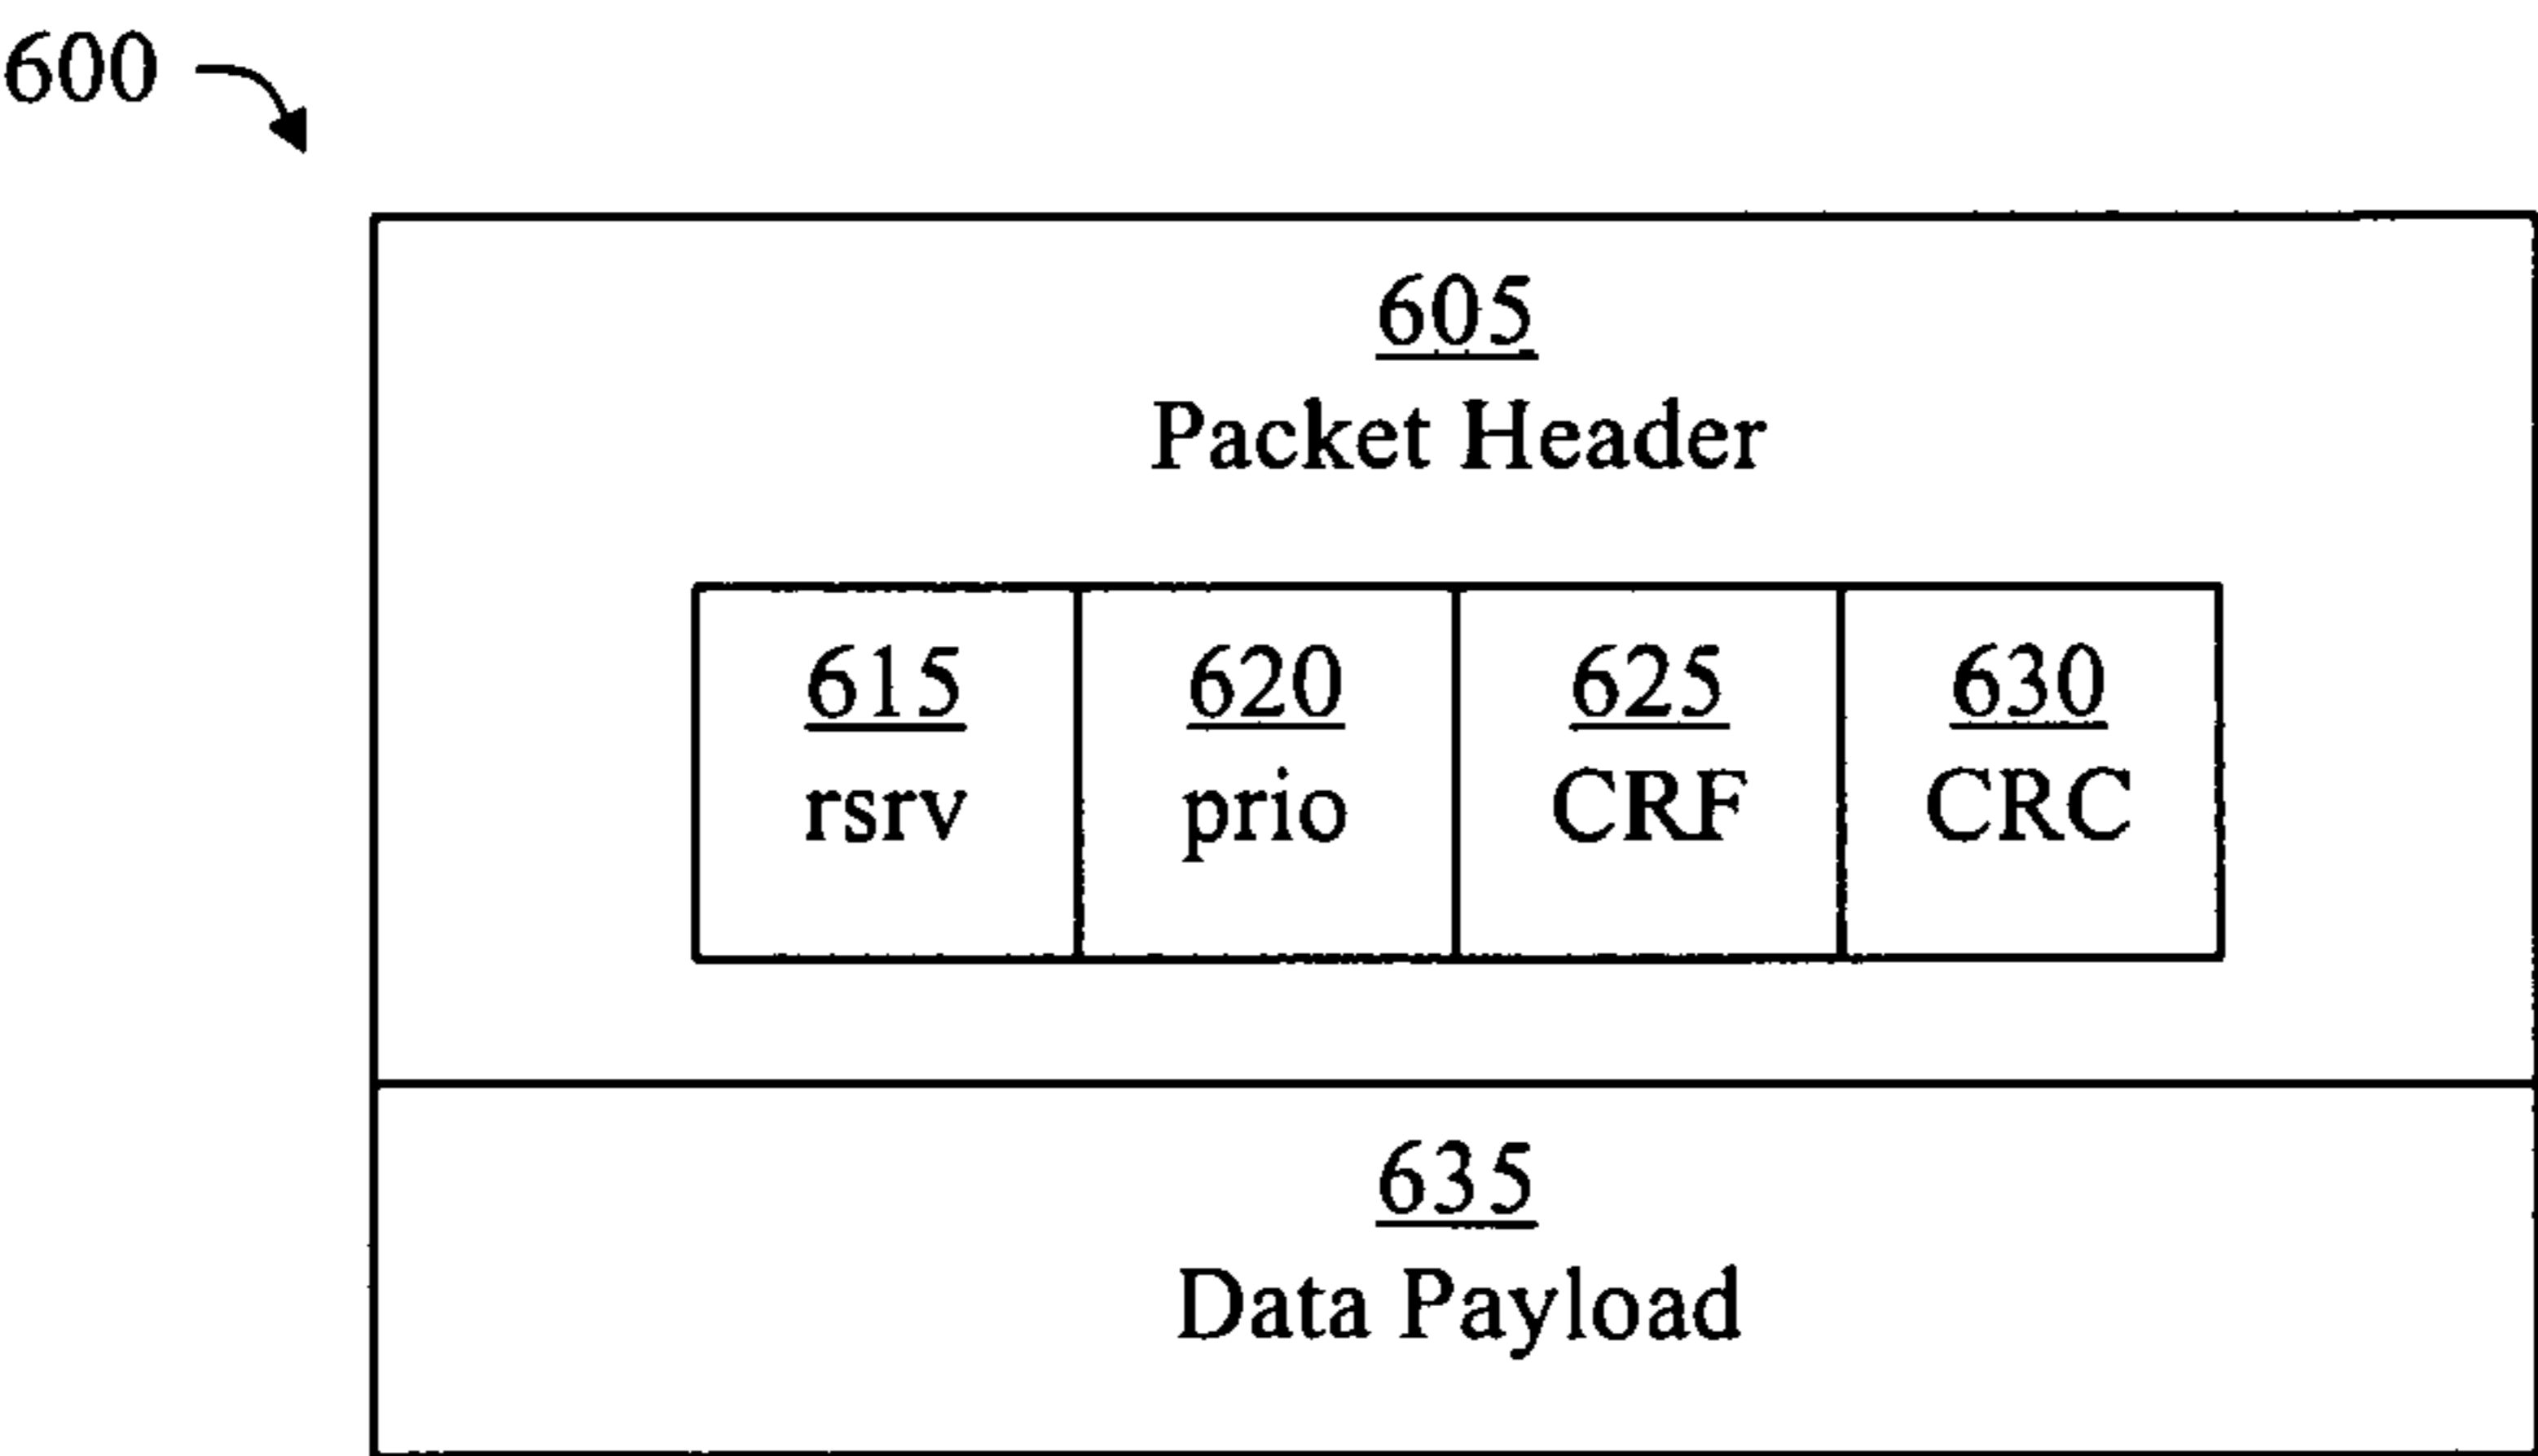 600
605
Packet Header
615 620 625 630
rsrv prio CRF CRC
635
Data Payload